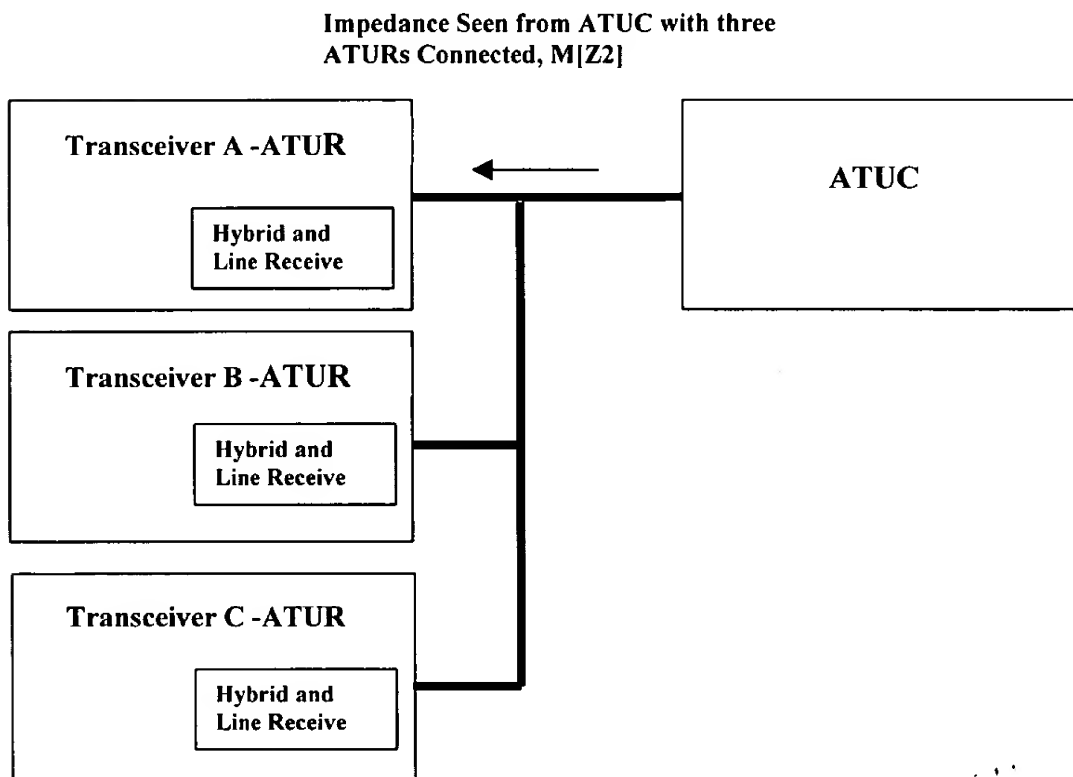 Impedance Seen from ATUC with three
ATURs Connected, M[Z2]
Transceiver A -ATUR
Hybrid and
Line Receive
ATUC
Transceiver B -ATUR
Hybrid and
Line Receive
Transceiver C -ATUR
Hybrid and
Line Receive